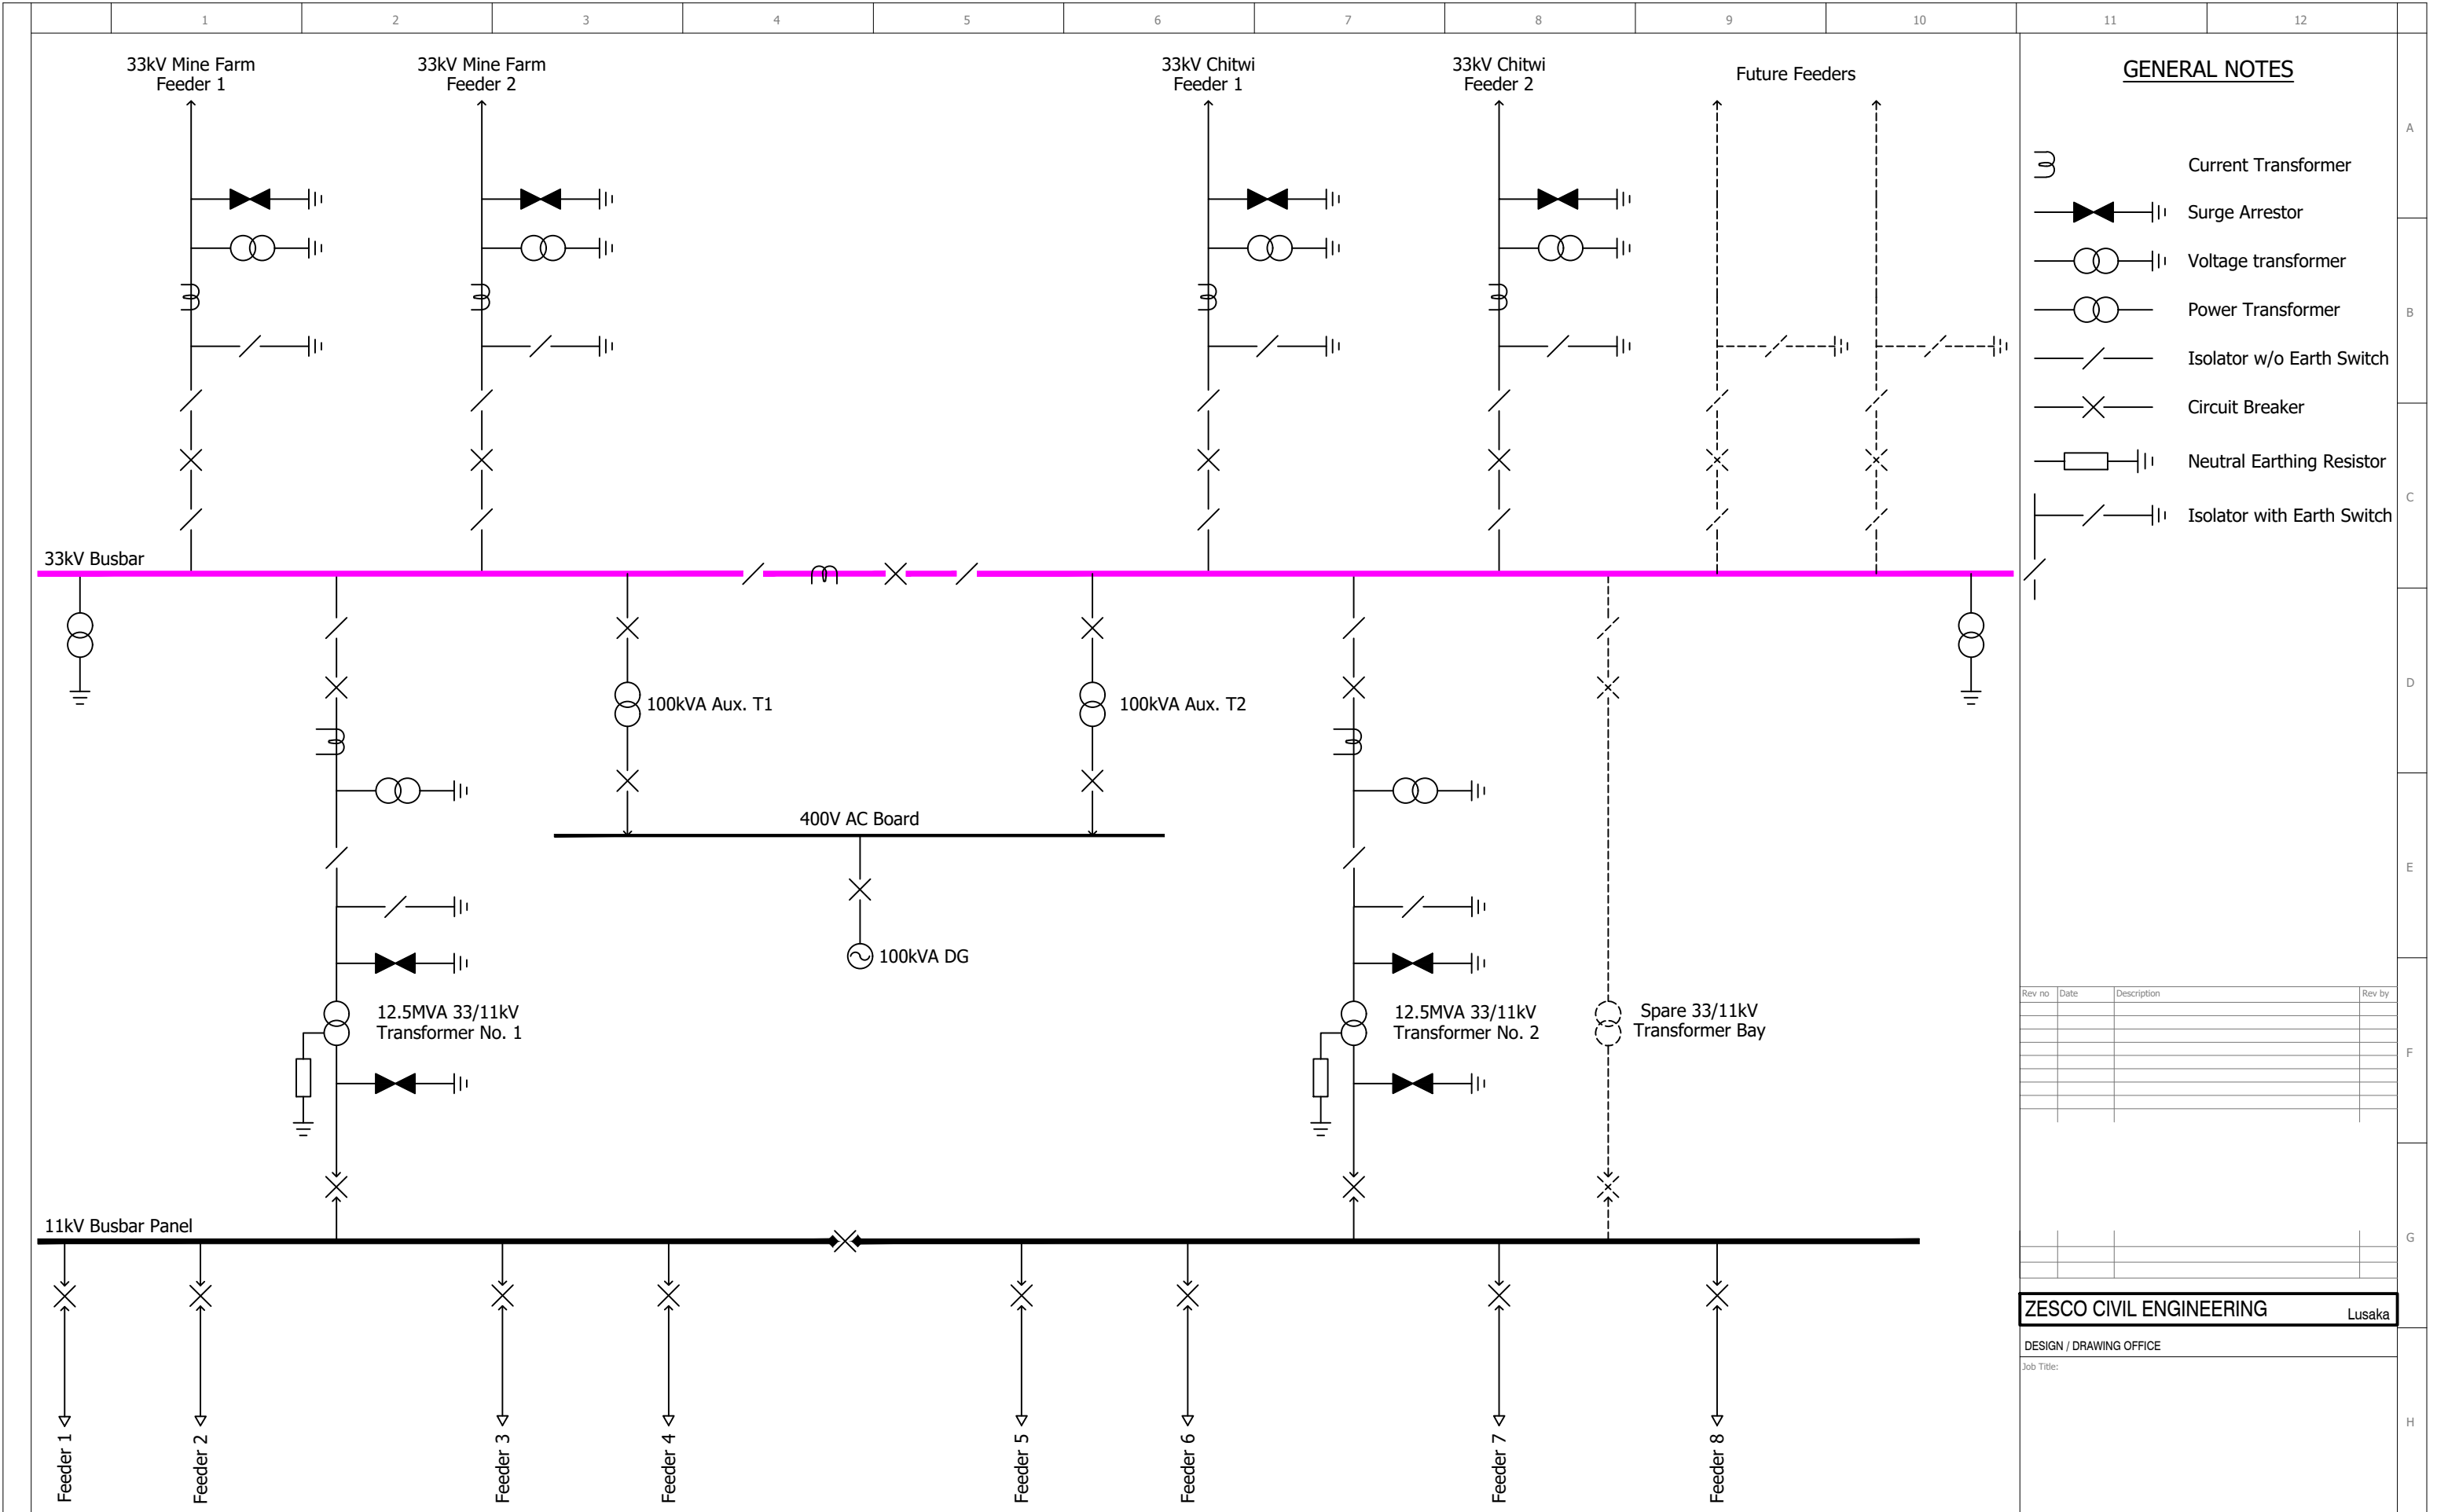 1 2 3 4 5 6 7 8 9 10 11 12
33kV Mine Farm
Feeder 1
33kV Mine Farm
Feeder 2
33kV Chitwi
Feeder 1
33kV Chitwi
Feeder 2
Future Feeders
GENERAL NOTES
A
Current Transformer
Surge Arrestor
Voltage transformer
B
Power Transformer
Isolator w/o Earth Switch
Circuit Breaker
Neutral Earthing Resistor
C
Isolator with Earth Switch
33kV Busbar
D
100kVA Aux. T1
100kVA Aux. T2
400V AC Board
E
100kVA DG
Rev no Date Description Rev by
12.5MVA 33/11kV
Transformer No. 1
12.5MVA 33/11kV
Transformer No. 2
Spare 33/11kV
Transformer Bay
F
11kV Busbar Panel
G
ZESCO CIVIL ENGINEERING Lusaka
DESIGN / DRAWING OFFICE
Job Title:
H
Feeder 1
Feeder 2
Feeder 3
Feeder 4
Feeder 5
Feeder 6
Feeder 7
Feeder 8